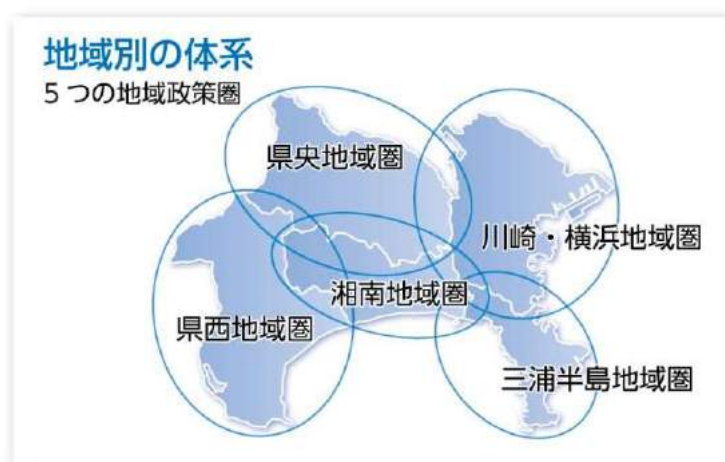 地域別の体系
5つの地域政策圏
県央地域圏
川崎・横浜地域圏
湘南地域圏
県西地域圏
三浦半島地域圏